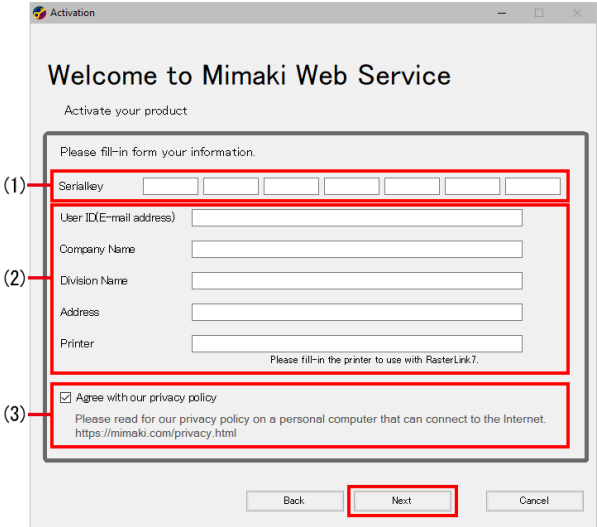 Activation
Welcome to Mimaki Web Service
Activate your product
Please fill-in form your information.
(1)
Serialkey
User ID(E-mail address)
Company Name
(2)
Division Name
Address
Printer
Please fill-in the printer to use with RasterLink7.
Agree with our privacy policy
(3)
Please read for our privacy policy on a personal computer that can connect to the Internet.
https://mimaki.com/privacy.html
Back Next Cancel